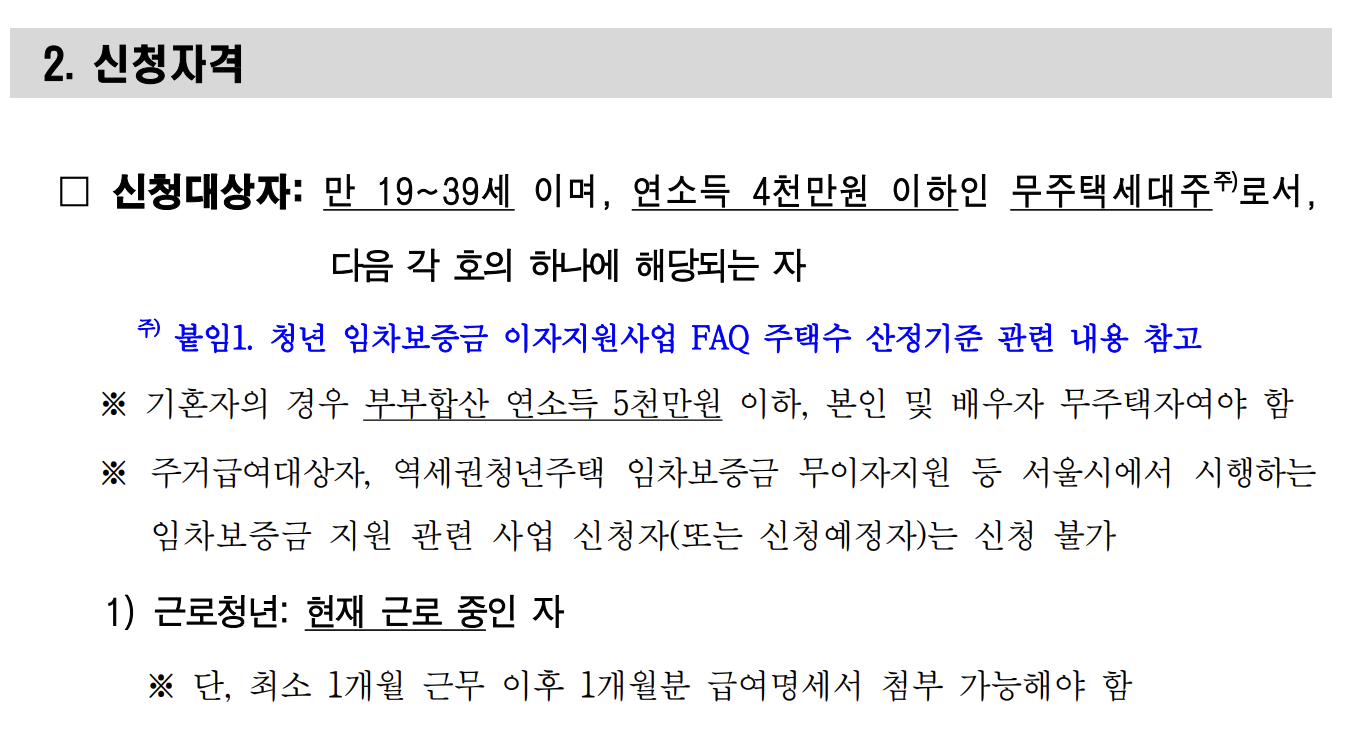 2. 신청자격
□ 신청대상자: 만 19~39세 이며, 연소득 4천만원 이하인 무주택세대주주)로서,
다음 각 호의 하나에 해당되는 자
주) 붙임1. 청년 임차보증금 이자지원사업 FAQ 주택수 산정기준 관련 내용 참고
※ 기혼자의 경우 부부합산 연소득 5천만원 이하, 본인 및 배우자 무주택자여야 함
※ 주거급여대상자, 역세권청년주택 임차보증금 무이자지원 등 서울시에서 시행하는
임차보증금 지원 관련 사업 신청자(또는 신청예정자)는 신청 불가
1) 근로청년: 현재 근로 중인 자
※ 단, 최소 1개월 근무 이후 1개월분 급여명세서 첨부 가능해야 함